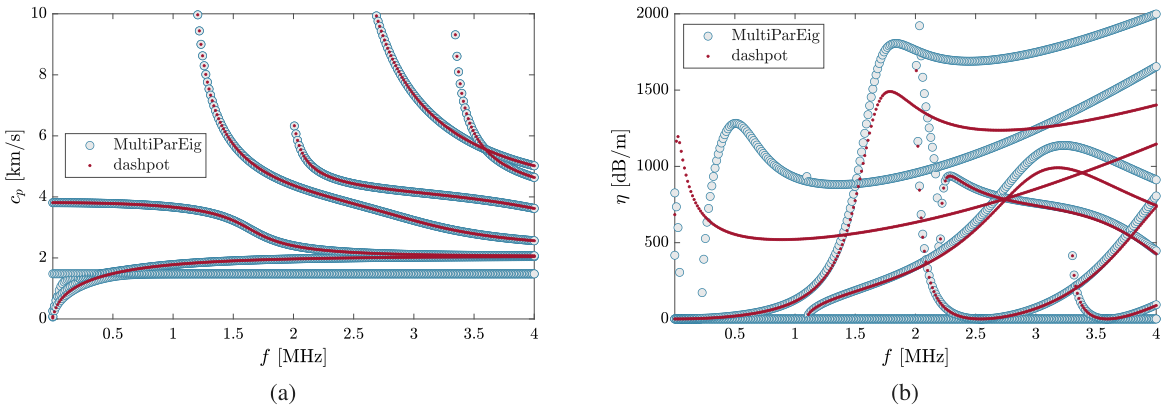 10
8
6
4
2
0
c_p [km/s]
MultiParEig
dashpot
0.5 1 1.5 2 2.5 3 3.5 4
f [MHz]
(a)
2000
1500
1000
500
0
η [dB/m]
MultiParEig
dashpot
0.5 1 1.5 2 2.5 3 3.5 4
f [MHz]
(b)